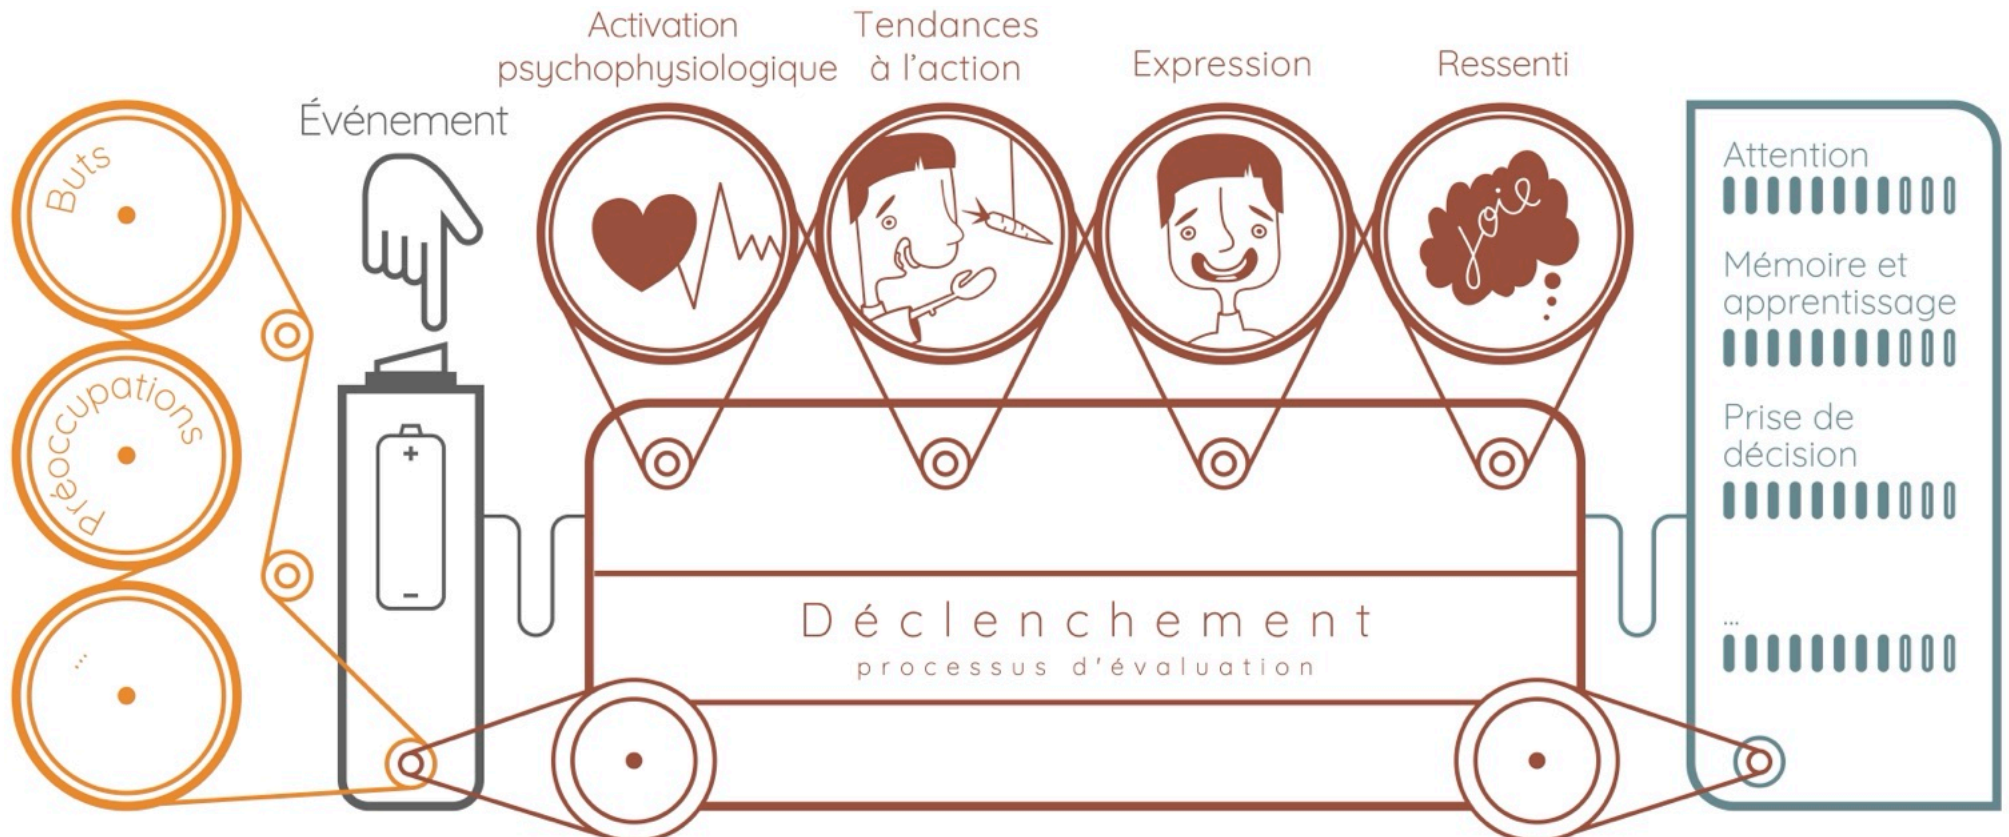 Buts
Préoccupations
...
Événement
+
-
Activation
psychophysiologique
Tendances
à l'action
Expression
Ressenti
Joie
Déclenchement
processus d'évaluation
Attention
Mémoire et
apprentissage
Prise de
décision
...